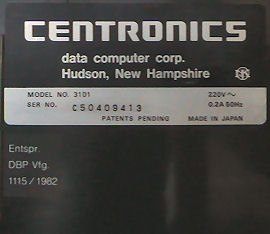 CENTRONICS
data computer corp.
Hudson, New Hampshire
MODEL NO. 3101 220V~
SER NO. C50409413 0.2A 50Hz
PATENTS PENDING MADE IN JAPAN
Entspr.
DBP Vfg.
1115/1982